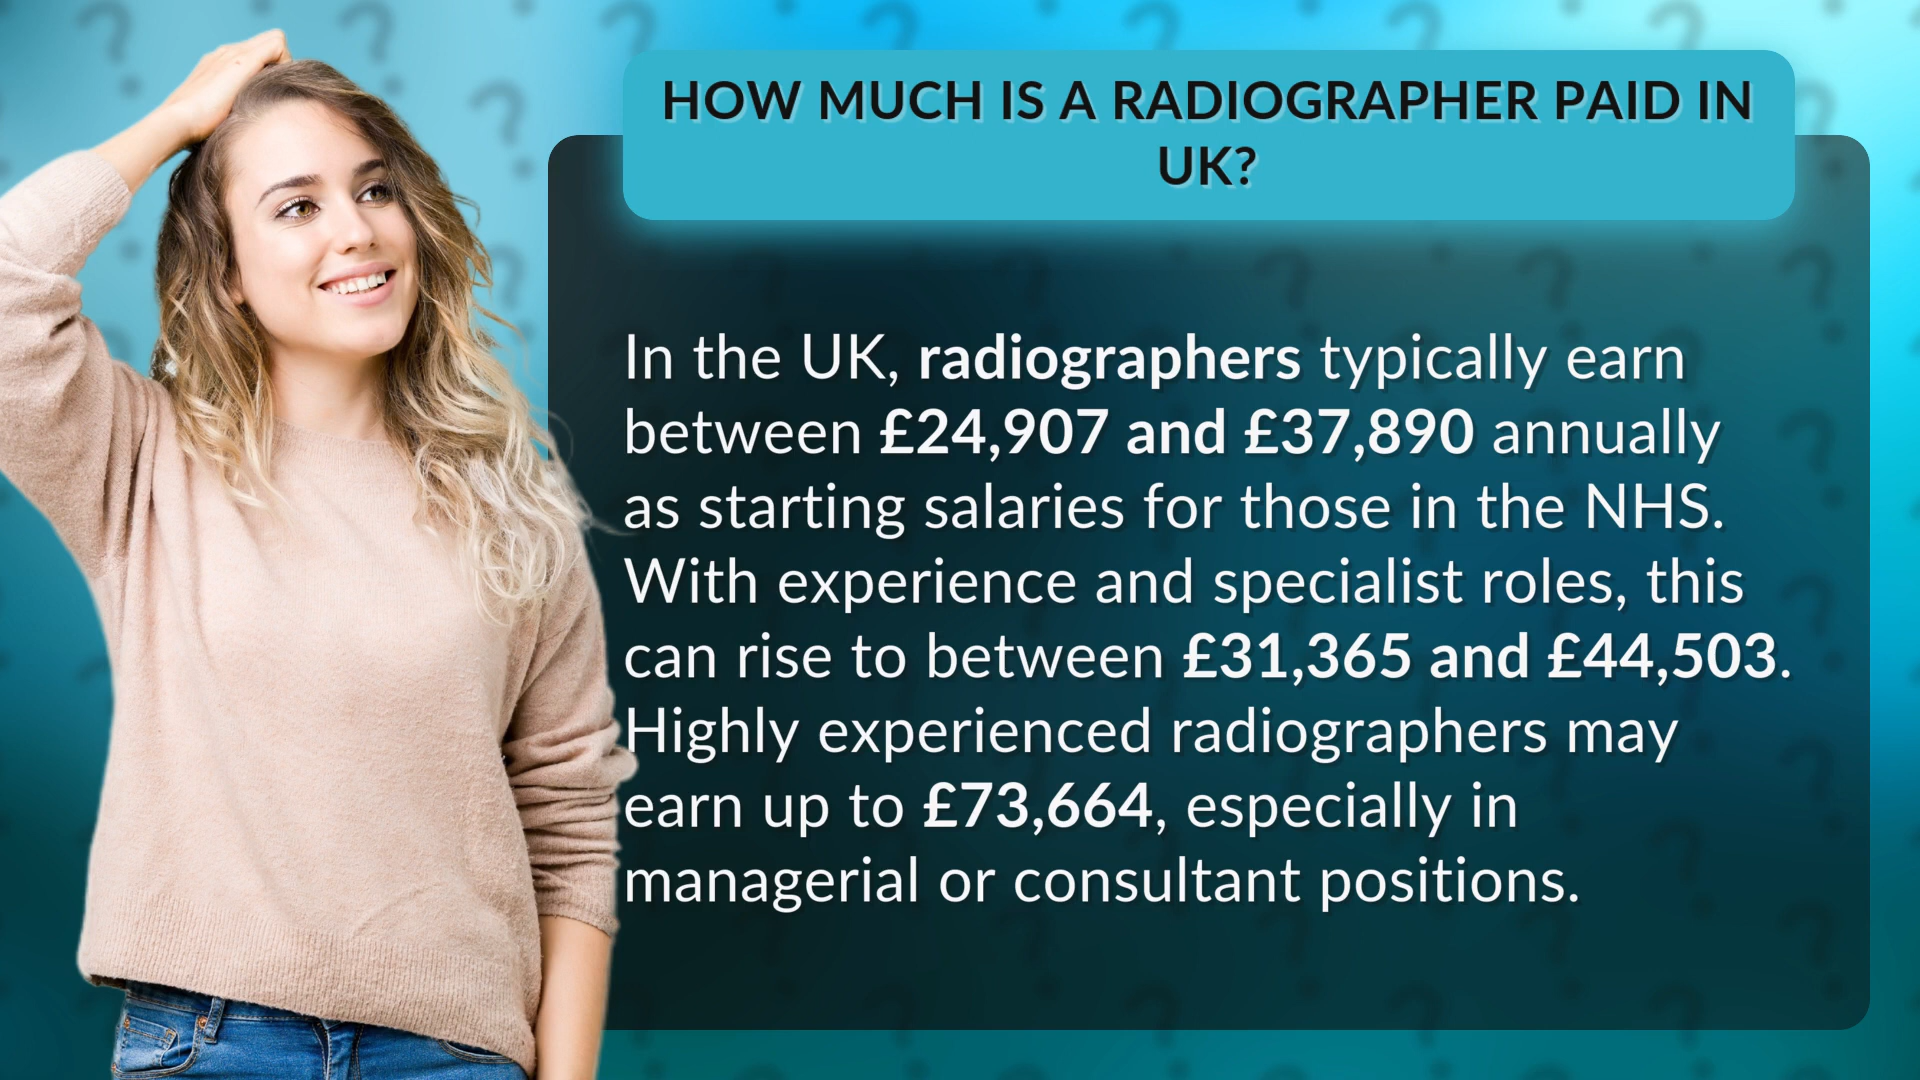 HOW MUCH IS A RADIOGRAPHER PAID IN
UK?
In the UK, radiographers typically earn
between £24,907 and £37,890 annually
as starting salaries for those in the NHS.
With experience and specialist roles, this
can rise to between £31,365 and £44,503.
Highly experienced radiographers may
earn up to £73,664, especially in
managerial or consultant positions.